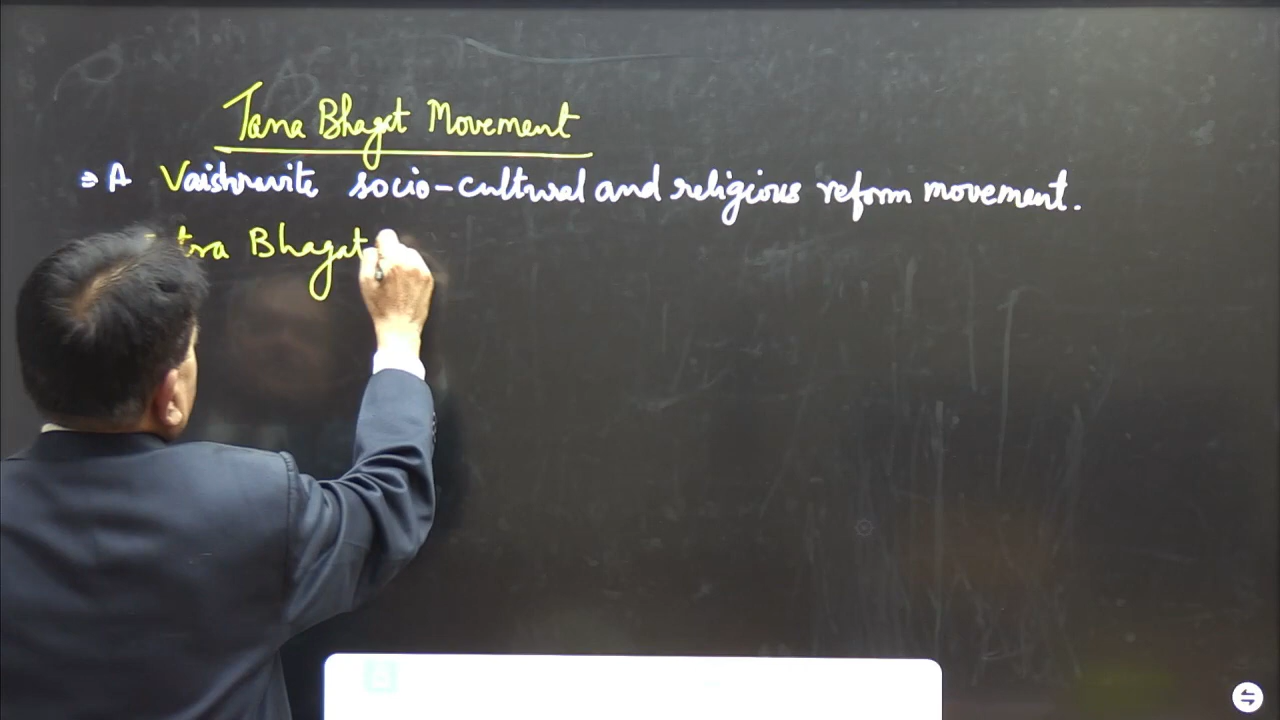 Tana Bhagat Movement
⇒ A Vaishnavite socio-cultural and religious reform movement.
Bhagat